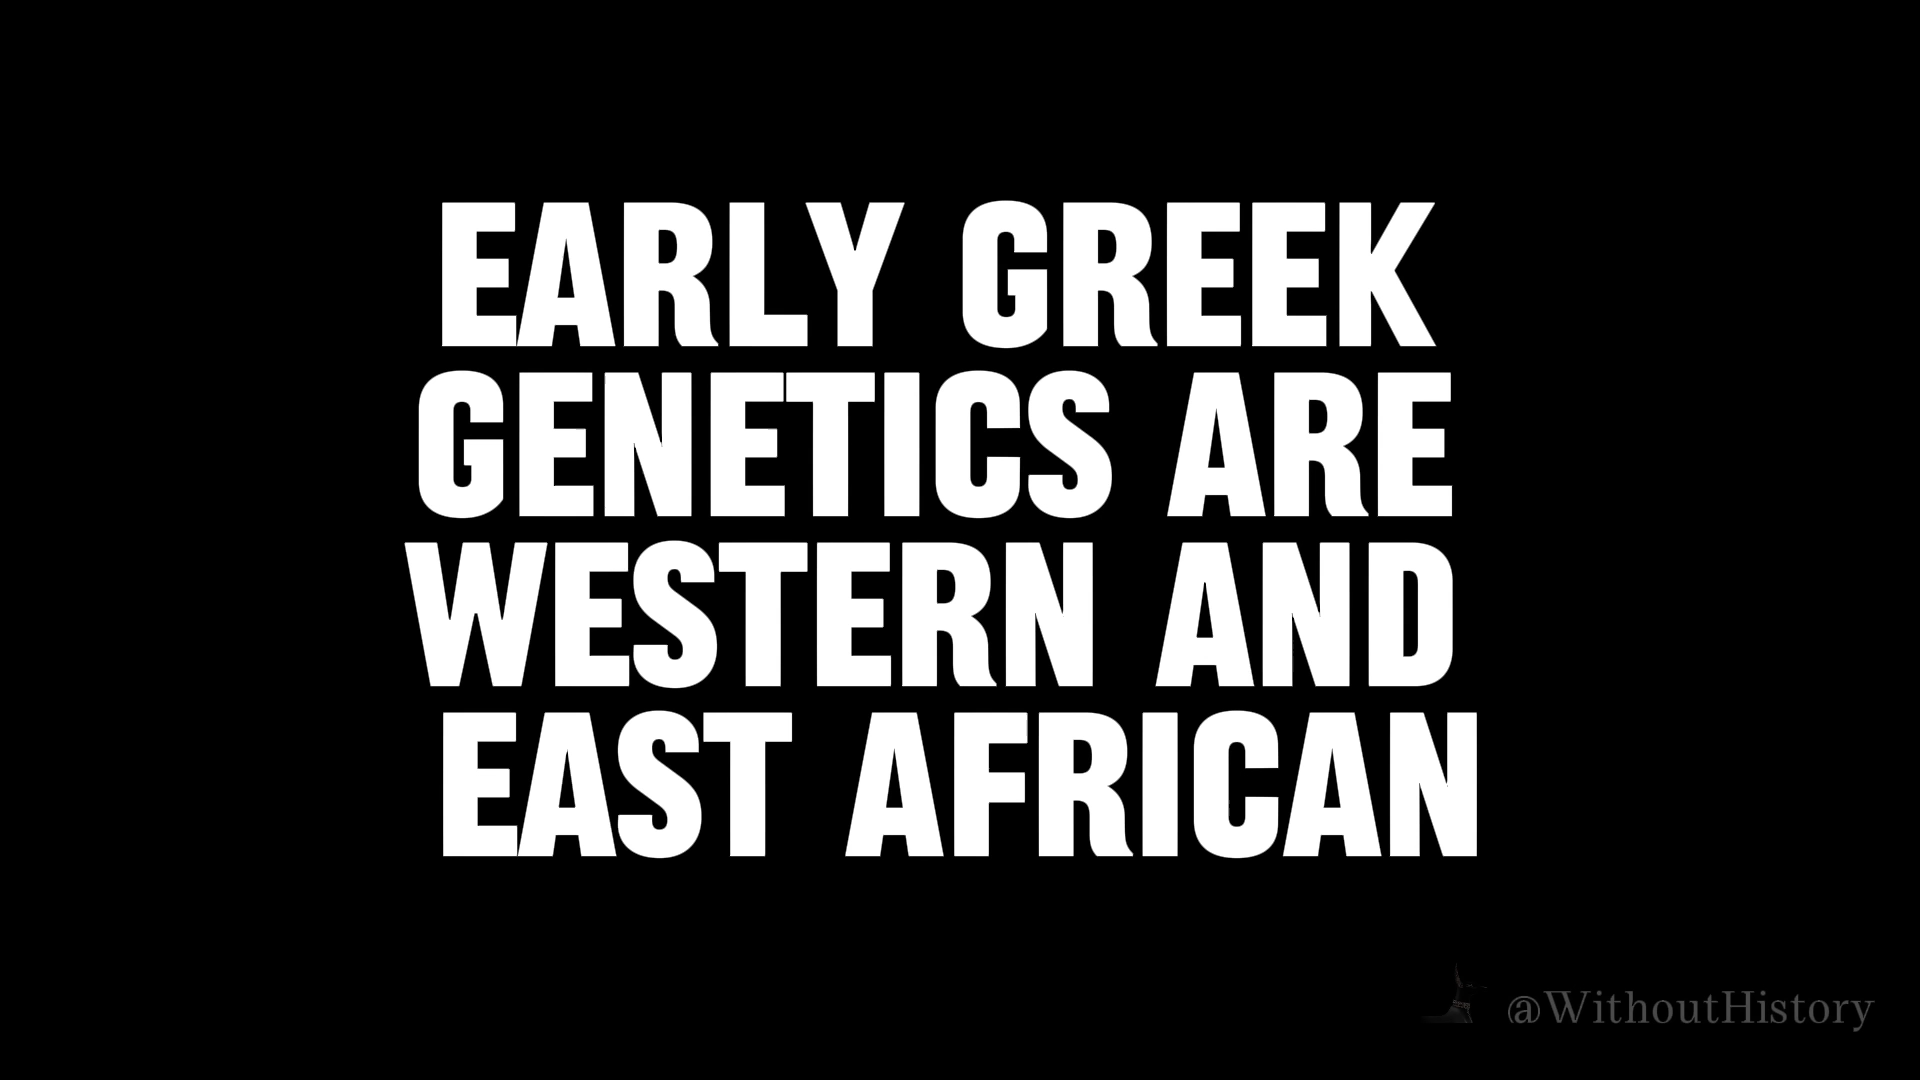 EARLY GREEK
GENETICS ARE
WESTERN AND
EAST AFRICAN
@WithoutHistory